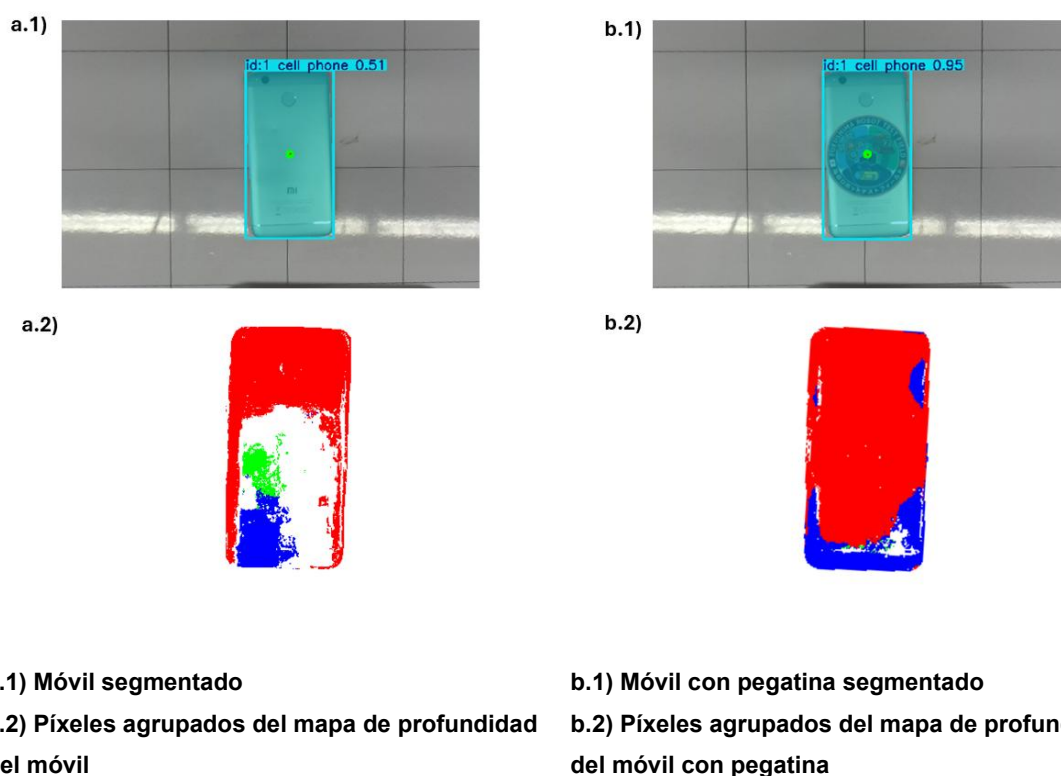 a.1)
b.1)
id:1 cell phone 0.51
id:1 cell phone 0.95
mi
a.2)
b.2)
.1) Móvil segmentado
.2) Píxeles agrupados del mapa de profundidad
el móvil
b.1) Móvil con pegatina segmentado
b.2) Píxeles agrupados del mapa de profun
del móvil con pegatina